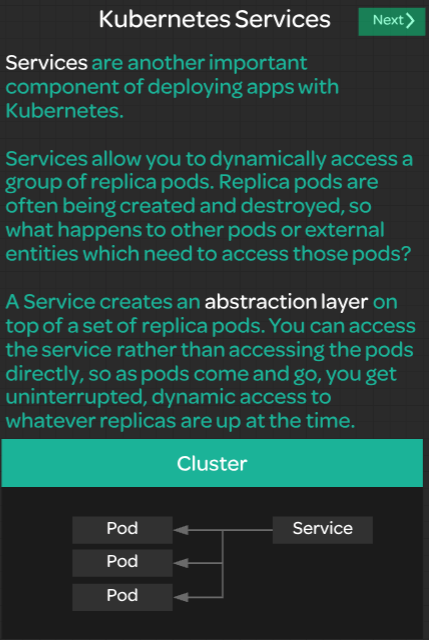 Kubernetes Services
Next
Services are another important
component of deploying apps with
Kubernetes.
Services allow you to dynamically access a
group of replica pods. Replica pods are
often being created and destroyed, so
what happens to other pods or external
entities which need to access those pods?
A Service creates an abstraction layer on
top of a set of replica pods. You can access
the service rather than accessing the pods
directly, so as pods come and go, you get
uninterrupted, dynamic access to
whatever replicas are up at the time.
Cluster
Pod
Service
Pod
Pod